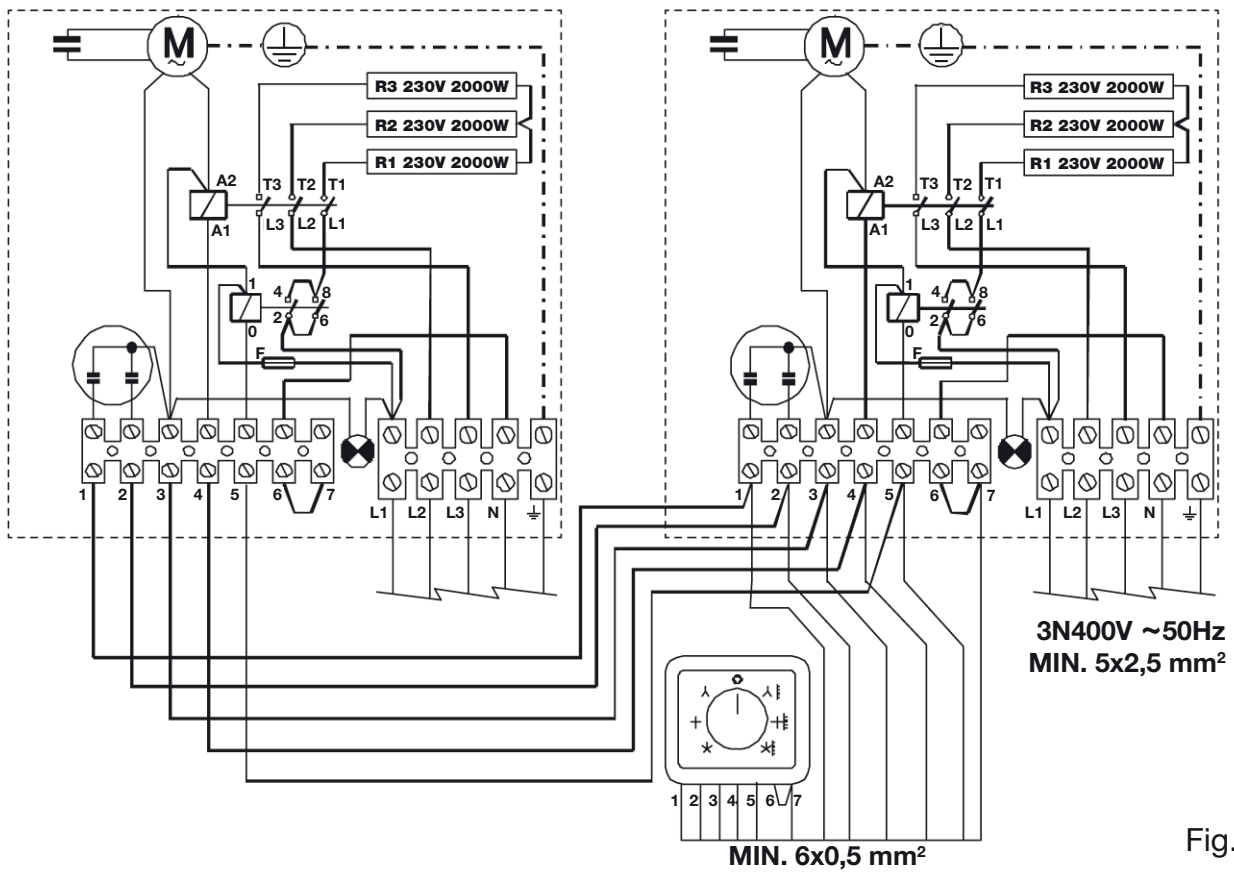 M
R3 230V 2000W
R2 230V 2000W
R1 230V 2000W
A2 T3 T2 T1
A1 L3 L2 L1
1 4 8
0 2 6
F
1 2 3 4 5 6 7
L1 L2 L3 N
M
R3 230V 2000W
R2 230V 2000W
R1 230V 2000W
A2 T3 T2 T1
A1 L3 L2 L1
1 4 8
0 2 6
F
1 2 3 4 5 6 7
L1 L2 L3 N
3N400V ~50Hz
MIN. 5x2,5 mm²
1 2 3 4 5 6 7
MIN. 6x0,5 mm²
Fig.